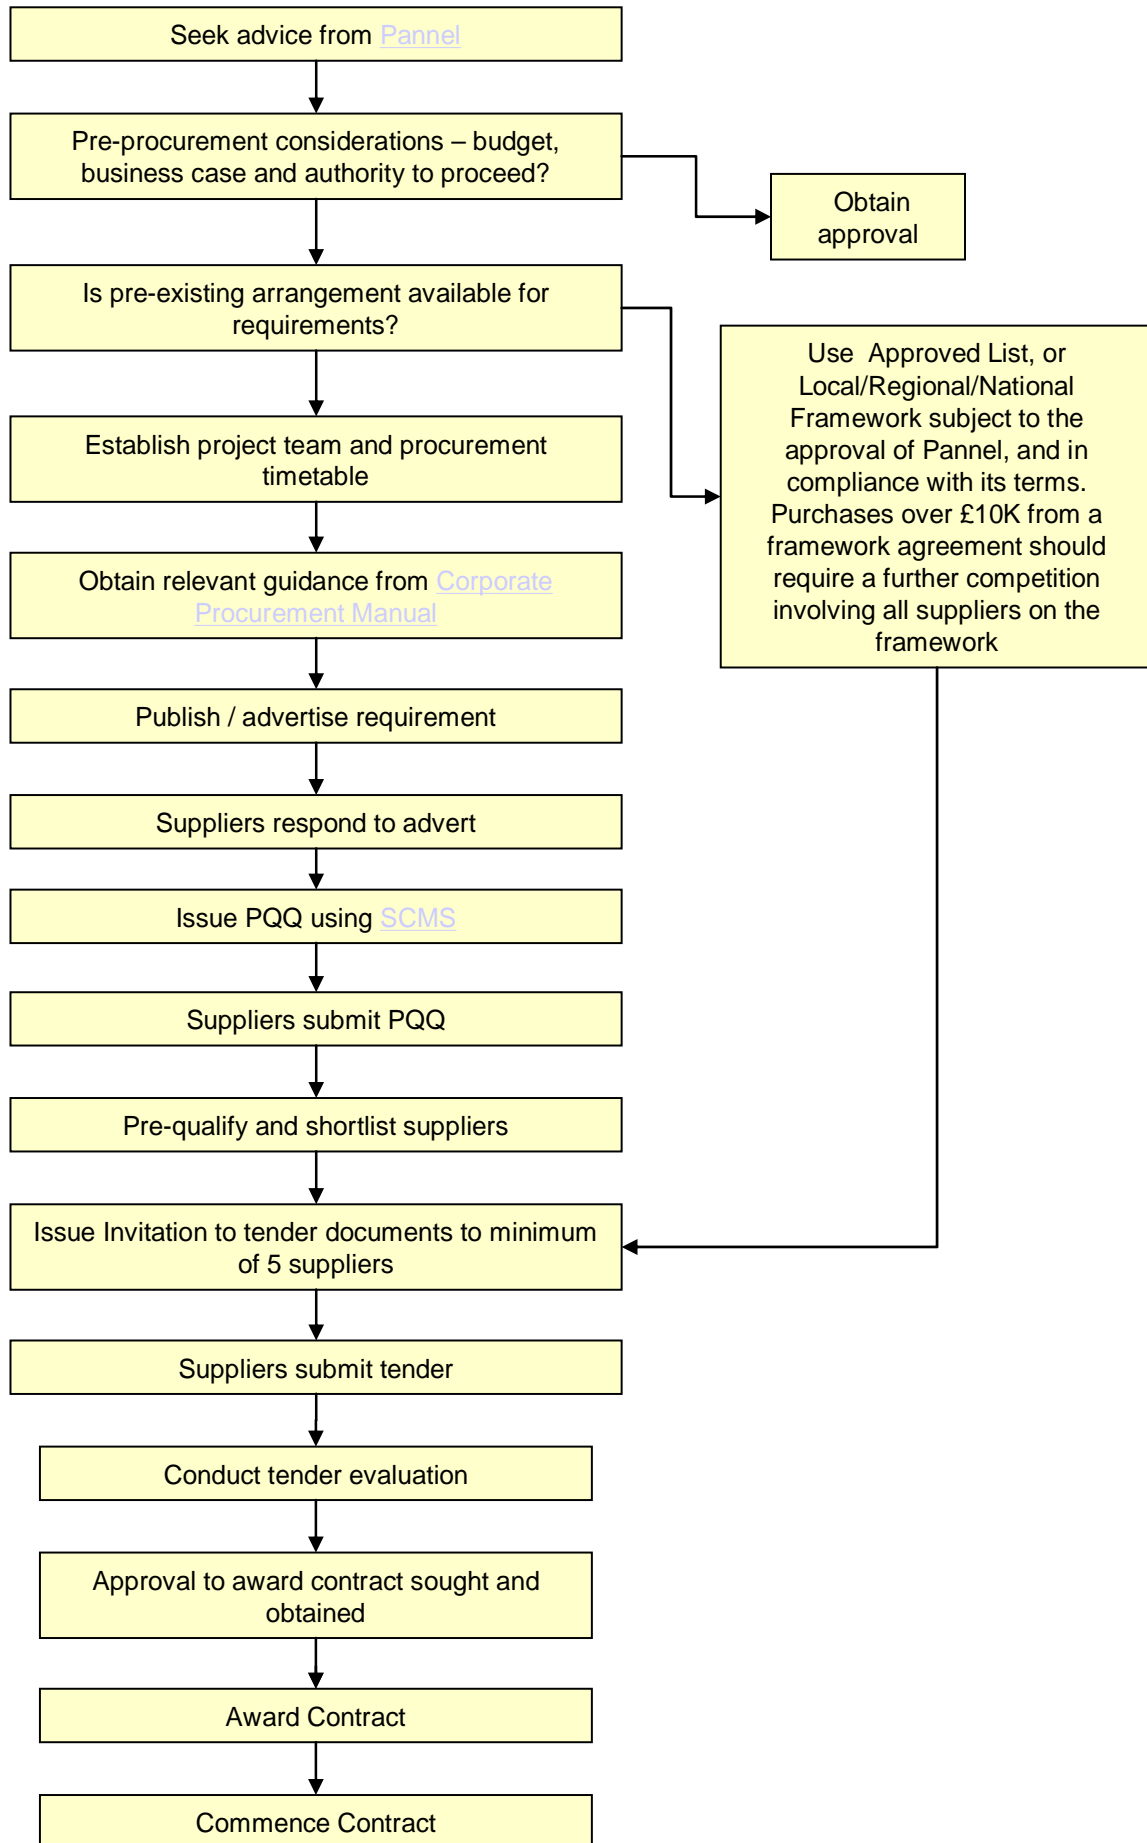 Seek advice from Pannel
Pre-procurement considerations – budget,
business case and authority to proceed?
Obtain
approval
Is pre-existing arrangement available for
requirements?
Use Approved List, or
Local/Regional/National
Framework subject to the
approval of Pannel, and in
compliance with its terms.
Purchases over £10K from a
framework agreement should
require a further competition
involving all suppliers on the
framework
Establish project team and procurement
timetable
Obtain relevant guidance from Corporate
Procurement Manual
Publish / advertise requirement
Suppliers respond to advert
Issue PQQ using SCMS
Suppliers submit PQQ
Pre-qualify and shortlist suppliers
Issue Invitation to tender documents to minimum
of 5 suppliers
Suppliers submit tender
Conduct tender evaluation
Approval to award contract sought and
obtained
Award Contract
Commence Contract